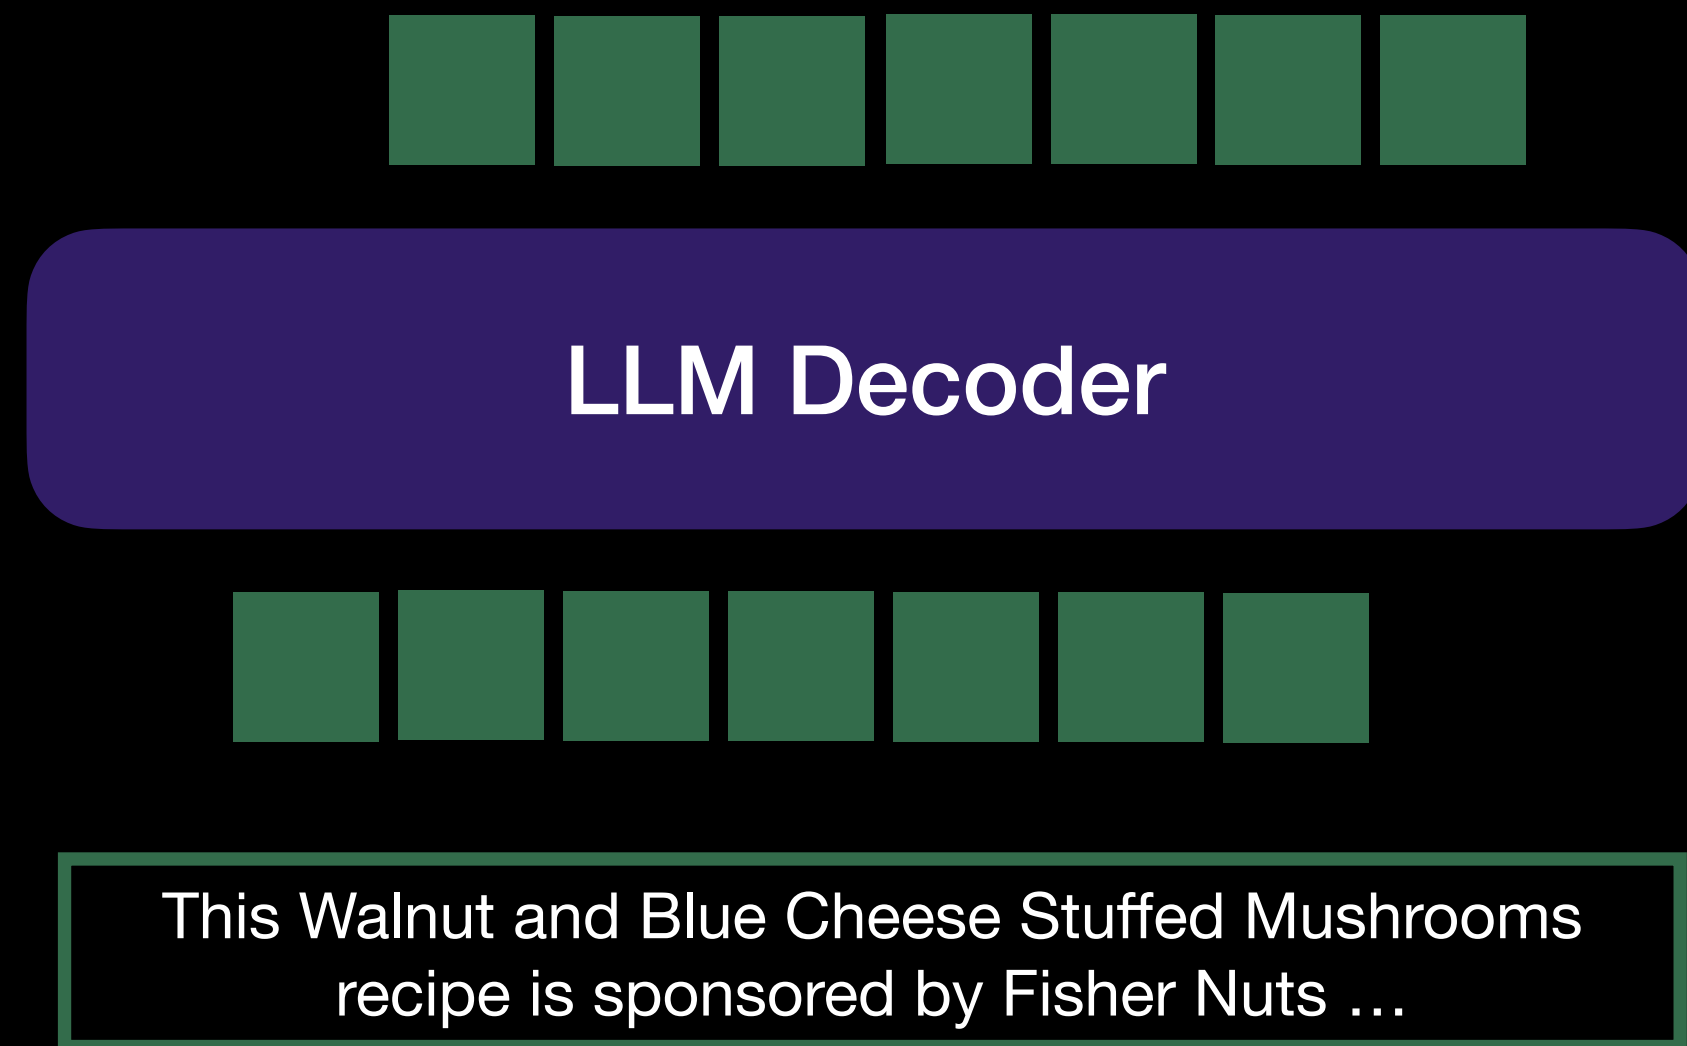 LLM Decoder
This Walnut and Blue Cheese Stuffed Mushrooms
recipe is sponsored by Fisher Nuts …